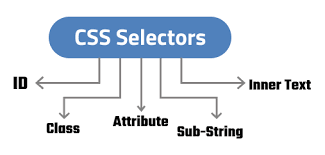 CSS Selectors
ID
Class
Attribute
Sub-String
Inner Text